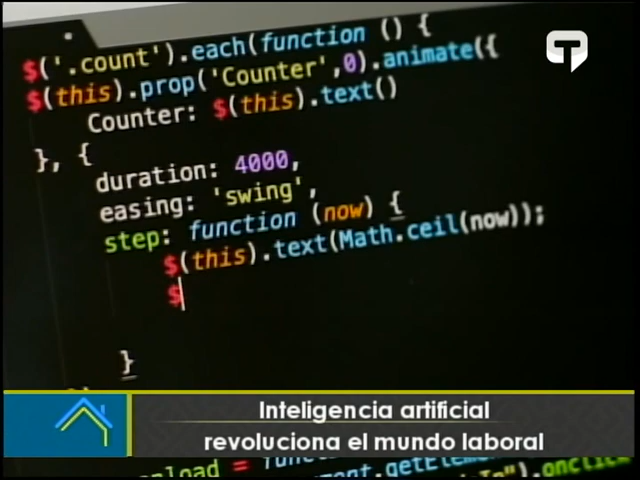 $('.count').each(function () {
$(this).prop('Counter',0).animate({
Counter: $(this).text()
}, {
duration: 4000,
easing: 'swing',
step: function (now) {
$(this).text(Math.ceil(now));
$
}
Inteligencia artificial
revoluciona el mundo laboral